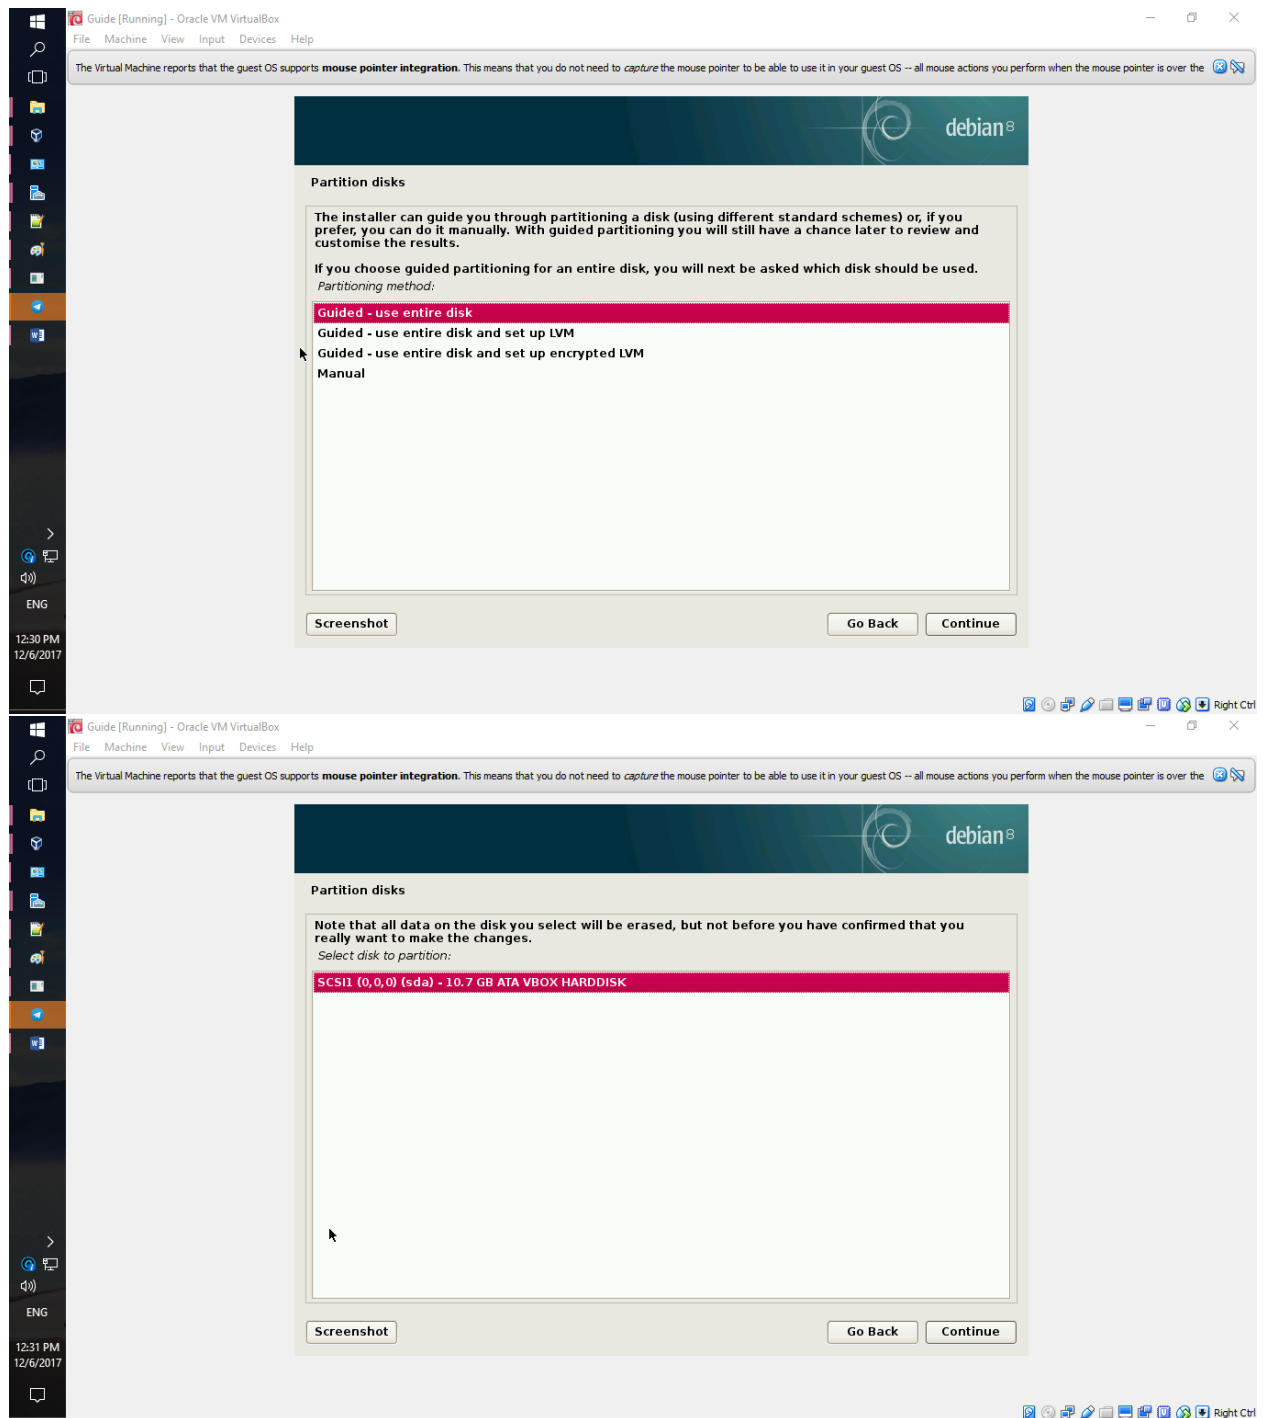 Guide [Running] - Oracle VM VirtualBox
File Machine View Input Devices Help
The Virtual Machine reports that the guest OS supports mouse pointer integration. This means that you do not need to capture the mouse pointer to be able to use it in your guest OS -- all mouse actions you perform when the mouse pointer is over the
debian 8
Partition disks
The installer can guide you through partitioning a disk (using different standard schemes) or, if you
prefer, you can do it manually. With guided partitioning you will still have a chance later to review and
customise the results.
If you choose guided partitioning for an entire disk, you will next be asked which disk should be used.
Partitioning method:
Guided - use entire disk
Guided - use entire disk and set up LVM
Guided - use entire disk and set up encrypted LVM
Manual
Screenshot
Go Back
Continue
ENG
12:30 PM
12/6/2017
Right Ctrl
Guide [Running] - Oracle VM VirtualBox
File Machine View Input Devices Help
The Virtual Machine reports that the guest OS supports mouse pointer integration. This means that you do not need to capture the mouse pointer to be able to use it in your guest OS -- all mouse actions you perform when the mouse pointer is over the
debian 8
Partition disks
Note that all data on the disk you select will be erased, but not before you have confirmed that you
really want to make the changes.
Select disk to partition:
SCSI1 (0,0,0) (sda) - 10.7 GB ATA VBOX HARDDISK
Screenshot
Go Back
Continue
ENG
12:31 PM
12/6/2017
Right Ctrl